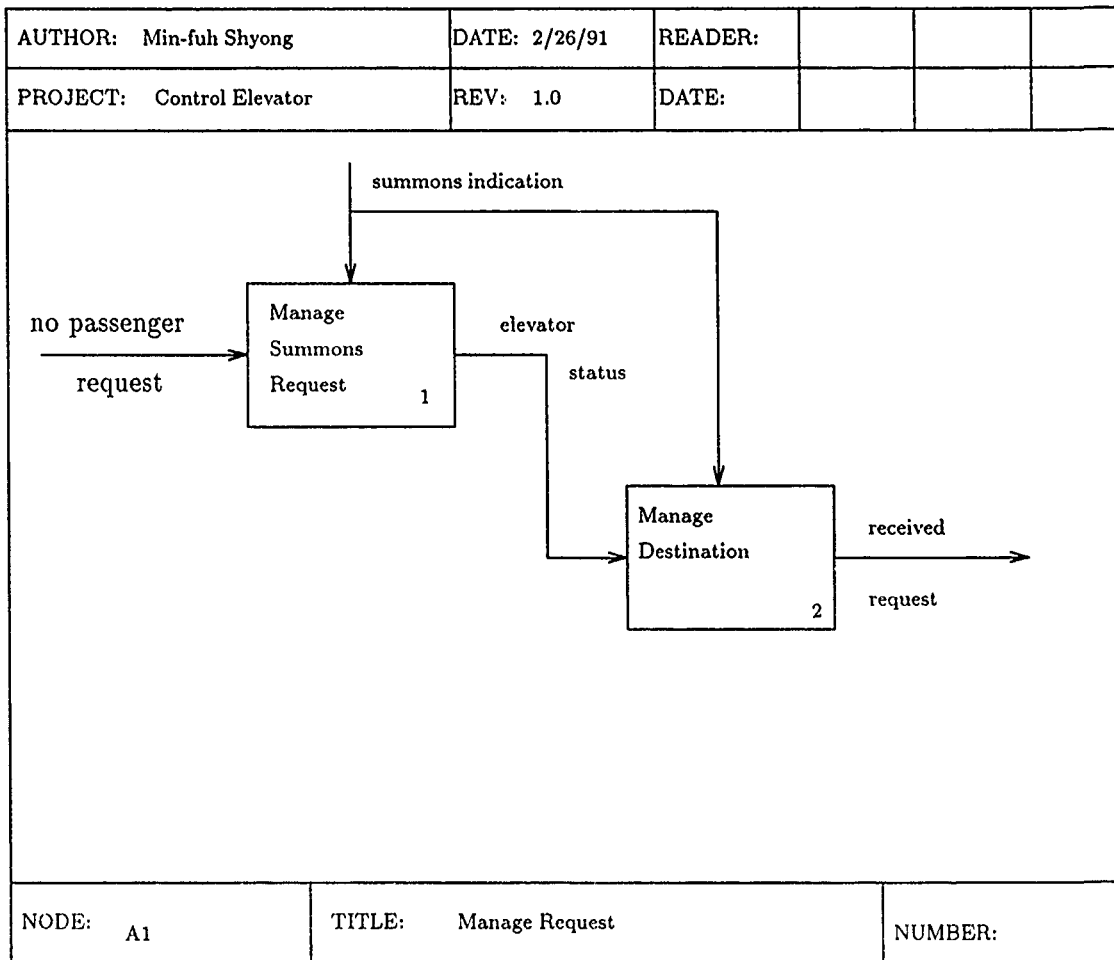 AUTHOR: Min-fuh Shyong DATE: 2/26/91 READER:
PROJECT: Control Elevator REV: 1.0 DATE:
summons indication
no passenger
request
Manage
Summons
Request
1
elevator
status
Manage
Destination
2
received
request
NODE: A1 TITLE: Manage Request NUMBER: